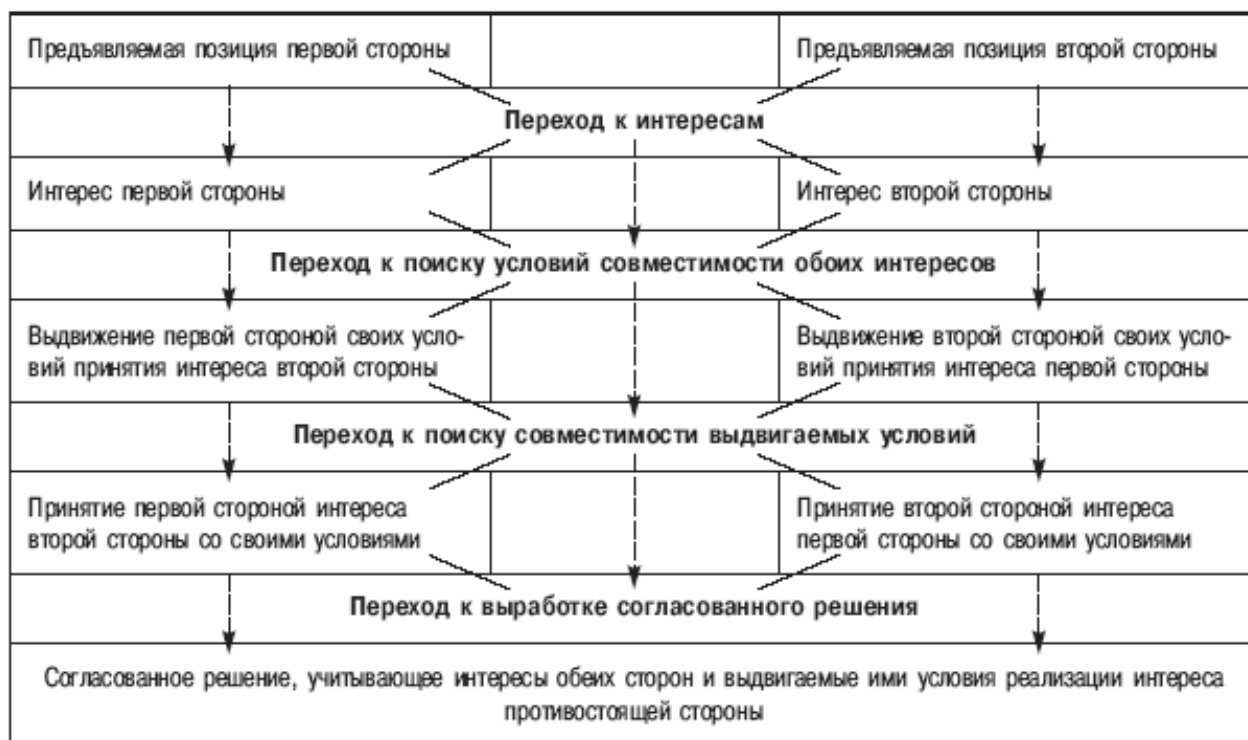 Предъявляемая позиция первой стороны
Предъявляемая позиция второй стороны
Переход к интересам
Интерес первой стороны
Интерес второй стороны
Переход к поиску условий совместимости обоих интересов
Выдвижение первой стороной своих усло-
вий принятия интереса второй стороны
Выдвижение второй стороной своих усло-
вий принятия интереса первой стороны
Переход к поиску совместимости выдвигаемых условий
Принятие первой стороной интереса
второй стороны со своими условиями
Принятие второй стороной интереса
первой стороны со своими условиями
Переход к выработке согласованного решения
Согласованное решение, учитывающее интересы обеих сторон и выдвигаемые ими условия реализации интереса
противостоящей стороны